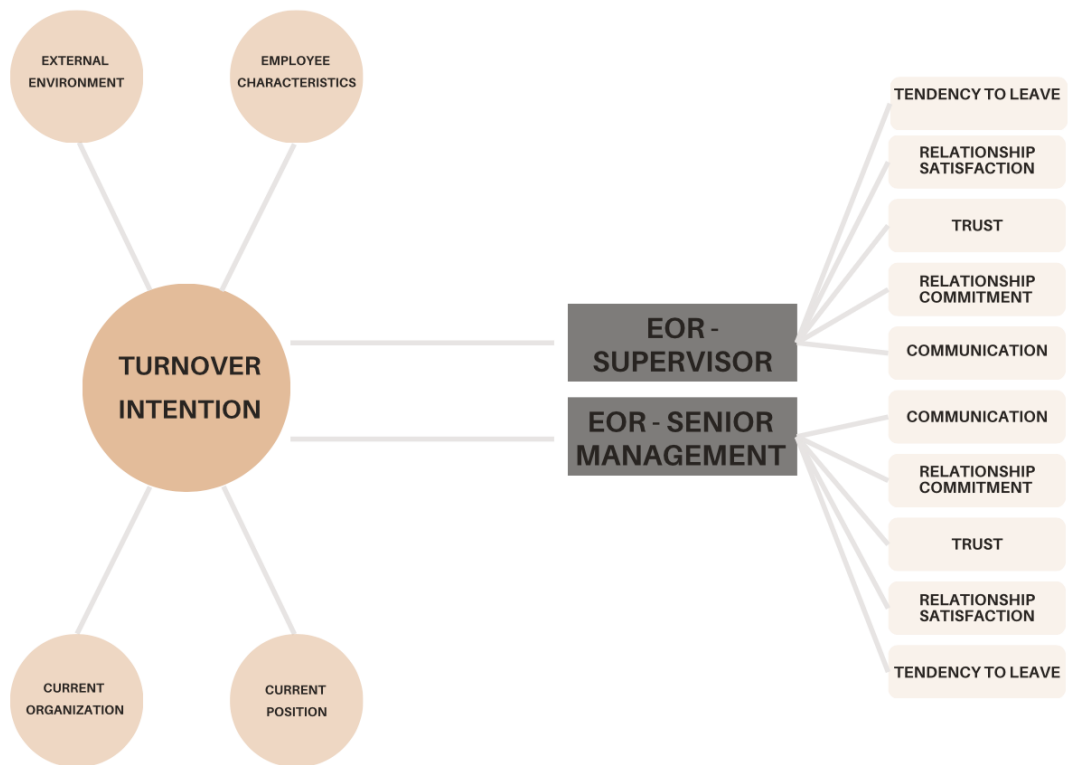 EXTERNAL
ENVIRONMENT
EMPLOYEE
CHARACTERISTICS
TURNOVER
INTENTION
CURRENT
ORGANIZATION
CURRENT
POSITION
EOR -
SUPERVISOR
EOR - SENIOR
MANAGEMENT
TENDENCY TO LEAVE
RELATIONSHIP
SATISFACTION
TRUST
RELATIONSHIP
COMMITMENT
COMMUNICATION
COMMUNICATION
RELATIONSHIP
COMMITMENT
TRUST
RELATIONSHIP
SATISFACTION
TENDENCY TO LEAVE